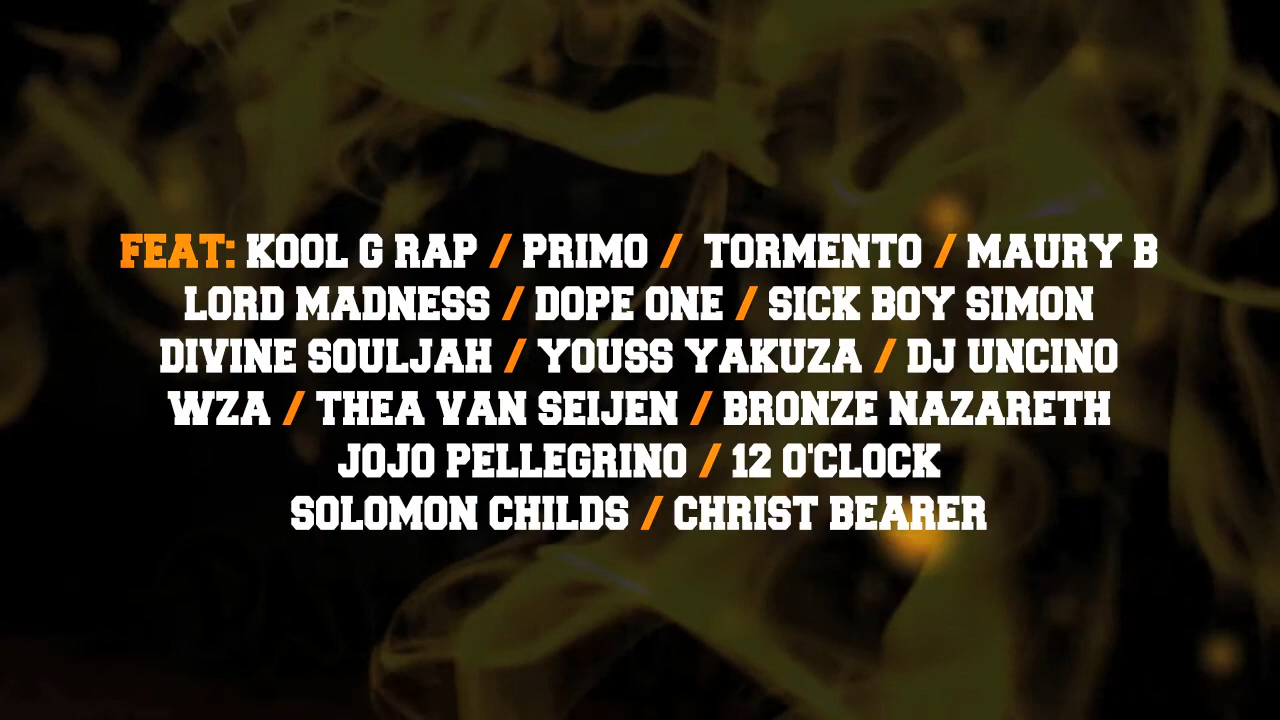 FEAT: KOOL G RAP / PRIMO / TORMENTO / MAURY B
LORD MADNESS / DOPE ONE / SICK BOY SIMON
DIVINE SOULJAH / YOUSS YAKUZA / DJ UNCINO
WZA / THEA VAN SEIJEN / BRONZE NAZARETH
JOJO PELLEGRINO / 12 O'CLOCK
SOLOMON CHILDS / CHRIST BEARER